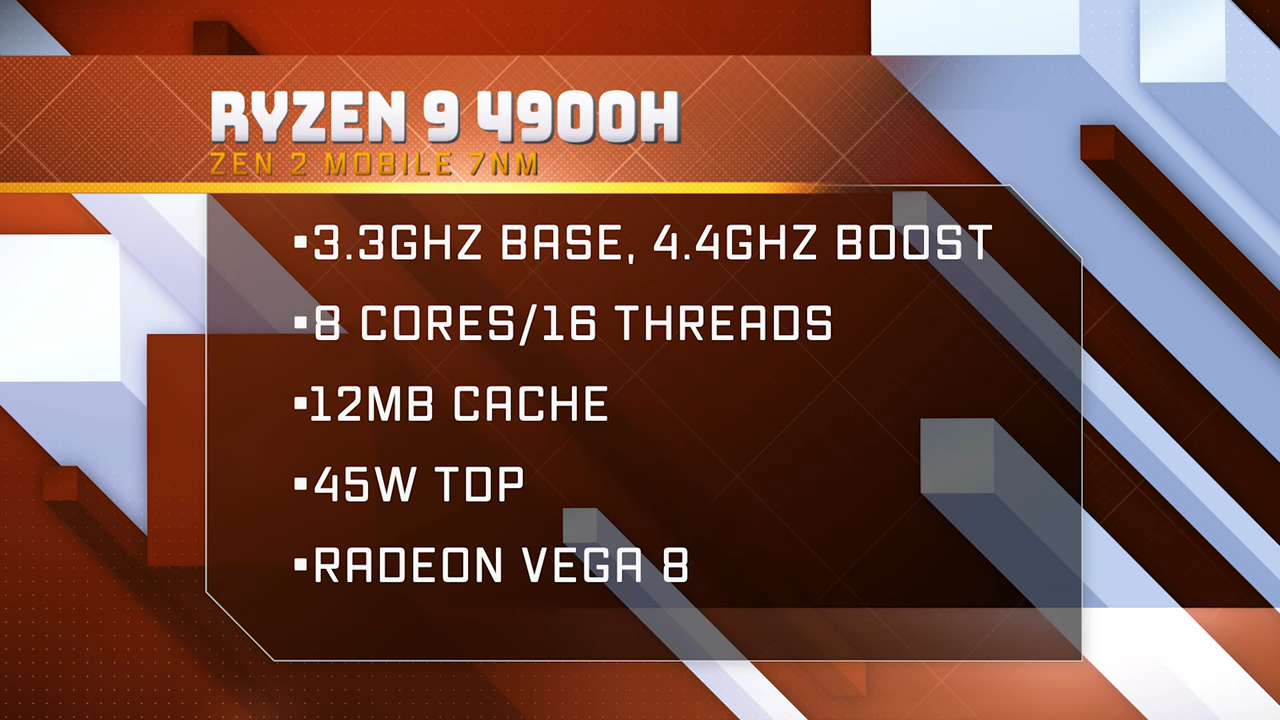 RYZEN 9 4900H
ZEN 2 MOBILE 7NM
▪3.3GHZ BASE, 4.4GHZ BOOST
▪8 CORES/16 THREADS
▪12MB CACHE
▪45W TDP
▪RADEON VEGA 8